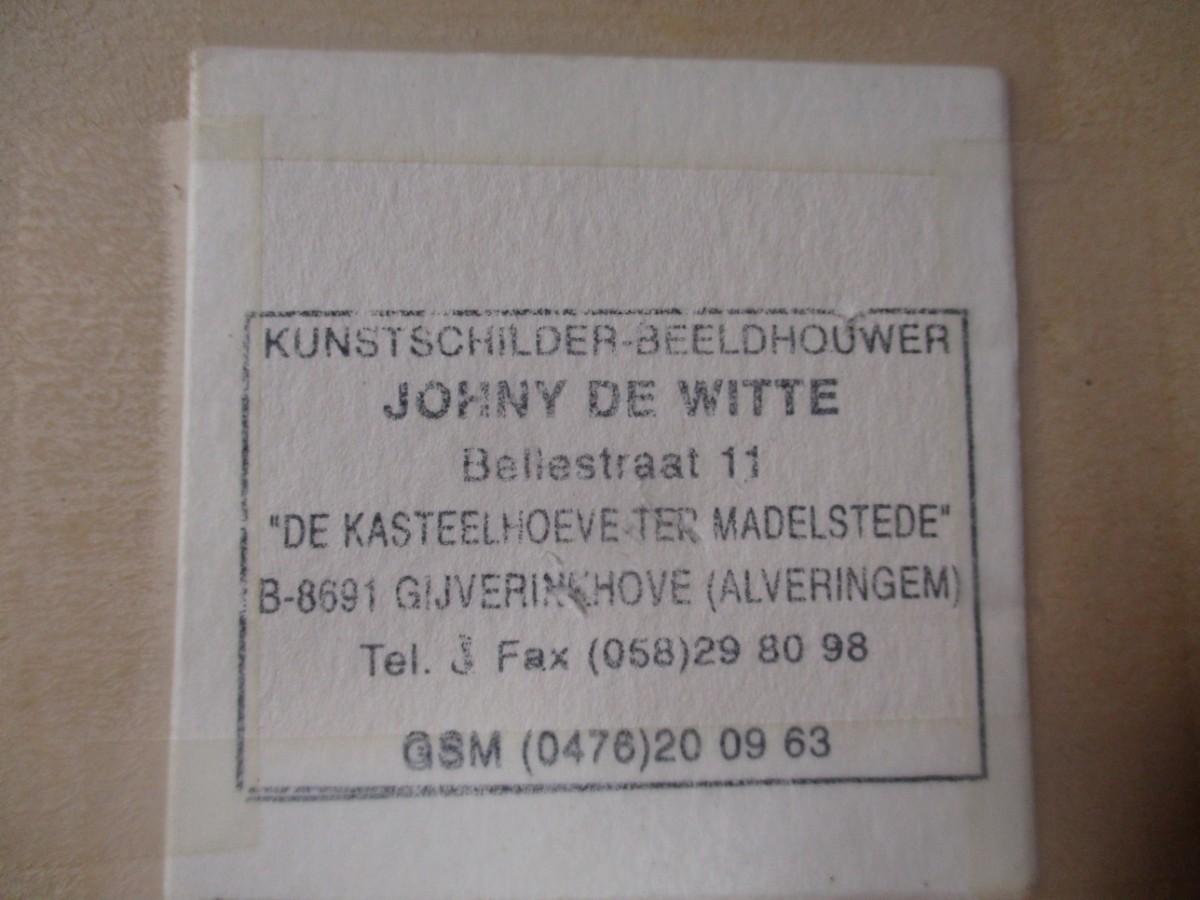 KUNSTSCHILDER-BEELDHOUWER
JOHNY DE WITTE
Bellestraat 11
"DE KASTEELHOEVE TER MADELSTEDE"
B-8691 GIJVERINKHOVE (ALVERINGEM)
Tel. & Fax (058)29 80 98
GSM (0476)20 09 63